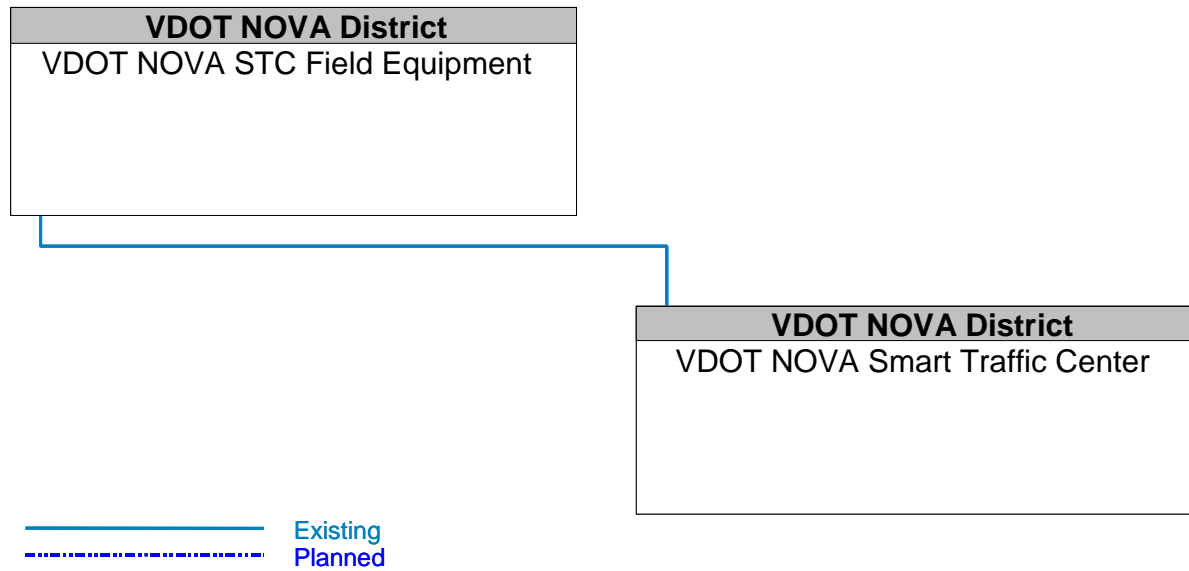 VDOT NOVA District
VDOT NOVA STC Field Equipment
VDOT NOVA District
VDOT NOVA Smart Traffic Center
Existing
Planned